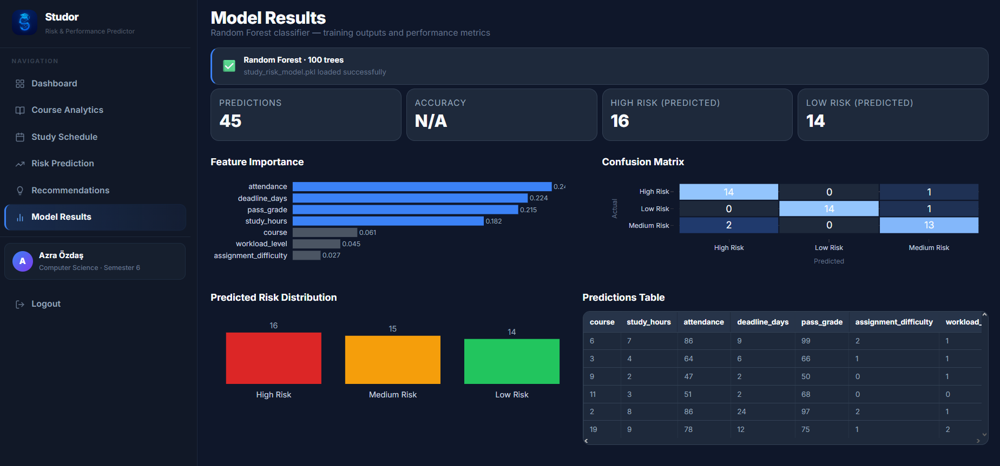 Studor
Risk & Performance Predictor
NAVIGATION
Dashboard
Course Analytics
Study Schedule
Risk Prediction
Recommendations
Model Results
A
Azra Özdaş
Computer Science · Semester 6
Logout
Model Results
Random Forest classifier — training outputs and performance metrics
Random Forest · 100 trees
study_risk_model.pkl loaded successfully
PREDICTIONS
45
ACCURACY
N/A
HIGH RISK (PREDICTED)
16
LOW RISK (PREDICTED)
14
Feature Importance
attendance
deadline_days 0.224
pass_grade 0.215
study_hours 0.182
course 0.061
workload_level 0.045
assignment_difficulty 0.027
Confusion Matrix
Actual
High Risk 14 0 1
Low Risk 0 14 1
Medium Risk 2 0 13
High Risk Low Risk Medium Risk
Predicted
Predicted Risk Distribution
16 15 14
High Risk Medium Risk Low Risk
Predictions Table
course study_hours attendance deadline_days pass_grade assignment_difficulty workload_
6 7 86 9 99 2 1
3 4 64 6 66 1 1
9 2 47 2 50 0 1
11 3 51 2 68 0 0
2 8 86 24 97 2 1
19 9 78 12 75 1 2